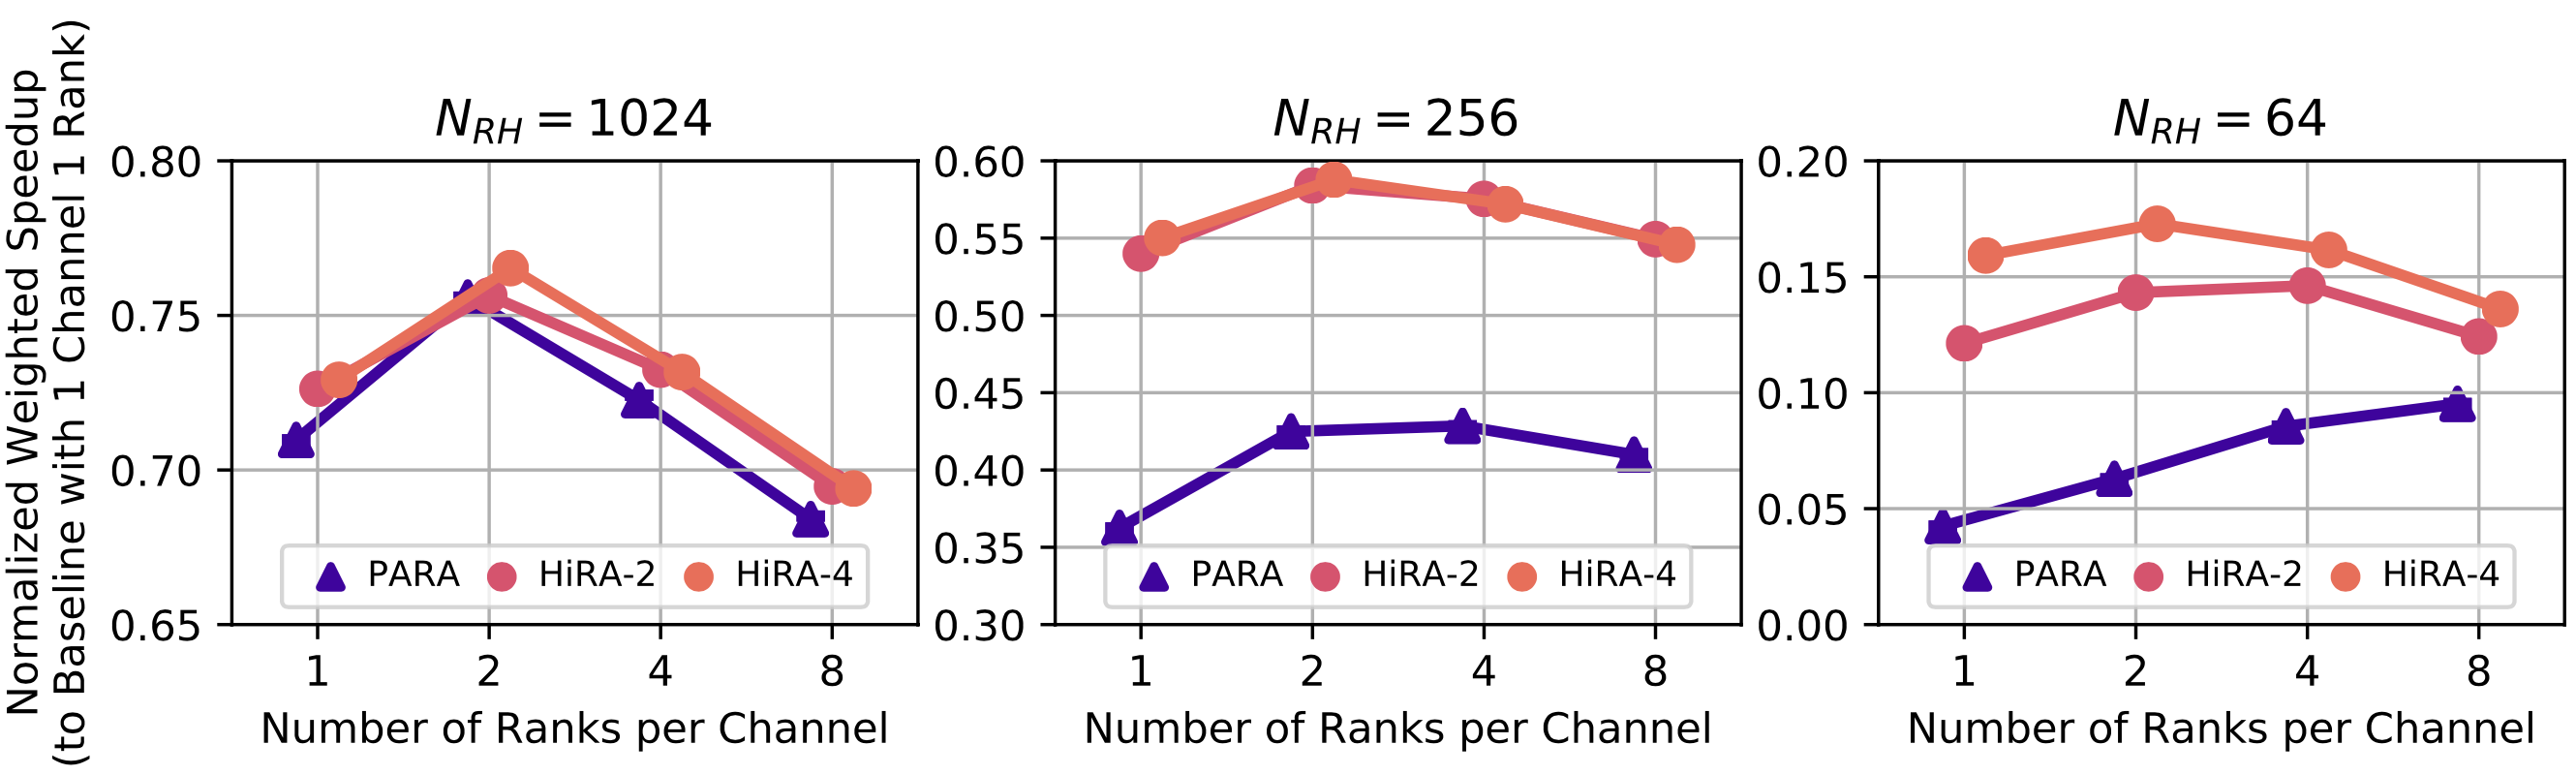 Normalized Weighted Speedup
(to Baseline with 1 Channel 1 Rank)
N_RH = 1024
0.80
0.75
0.70
0.65
PARA HiRA-2 HiRA-4
1 2 4 8
Number of Ranks per Channel
N_RH = 256
0.60
0.55
0.50
0.45
0.40
0.35
0.30
PARA HiRA-2 HiRA-4
1 2 4 8
Number of Ranks per Channel
N_RH = 64
0.20
0.15
0.10
0.05
0.00
PARA HiRA-2 HiRA-4
1 2 4 8
Number of Ranks per Channel